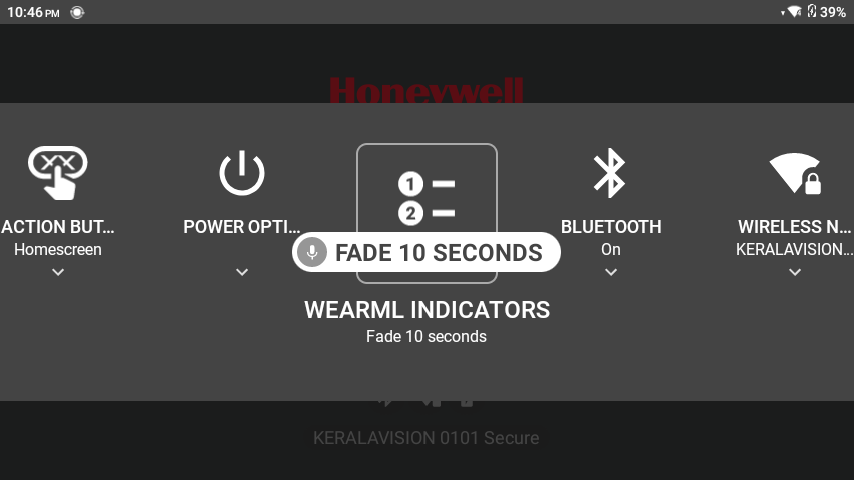 10:46 PM
39%
Honeywell
1
2
ACTION BUT...
Homescreen
POWER OPTI...
FADE 10 SECONDS
BLUETOOTH
On
WIRELESS N...
KERALAVISION...
WEARML INDICATORS
Fade 10 seconds
KERALAVISION 0101 Secure